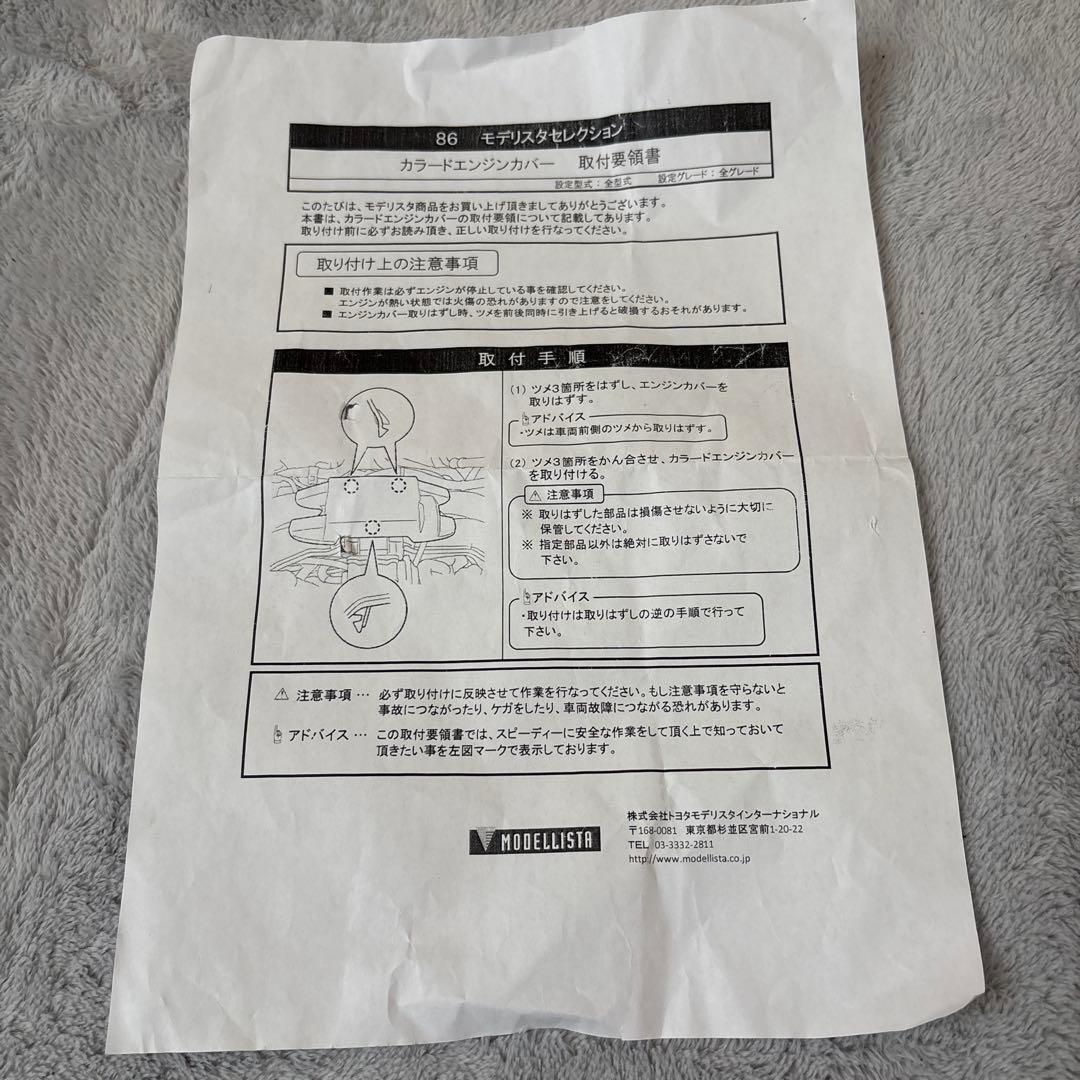 86 モデリスタセレクション
カラードエンジンカバー 取付要領書
設定型式：全型式 設定グレード：全グレード
このたびは、モデリスタ商品をお買い上げ頂きましてありがとうございます。
本書は、カラードエンジンカバーの取付要領について記載してあります。
取り付け前に必ずお読み頂き、正しい取り付けを行なってください。
取り付け上の注意事項
■ 取付作業は必ずエンジンが停止している事を確認してください。
エンジンが熱い状態では火傷の恐れがありますので注意をしてください。
■ エンジンカバー取りはずし時、ツメを前後同時に引き上げると破損するおそれがあります。
取付手順
(1) ツメ3箇所をはずし、エンジンカバーを
取りはずす。
アドバイス
・ツメは車両前側のツメから取りはずす。
(2) ツメ3箇所をかん合させ、カラードエンジンカバー
を取り付ける。
⚠ 注意事項
※ 取りはずした部品は損傷させないように大切に
保管してください。
※ 指定部品以外は絶対に取りはずさないで
下さい。
アドバイス
・取り付けは取りはずしの逆の手順で行って
下さい。
⚠ 注意事項 … 必ず取り付けに反映させて作業を行なってください。もし注意事項を守らないと
事故につながったり、ケガをしたり、車両故障につながる恐れがあります。
アドバイス … この取付要領書では、スピーディーに安全な作業をして頂く上で知っておいて
頂きたい事を左図マークで表示しております。
MODELLISTA
株式会社トヨタモデリスタインターナショナル
〒168-0081 東京都杉並区宮前1-20-22
TEL 03-3332-2811
http://www.modellista.co.jp